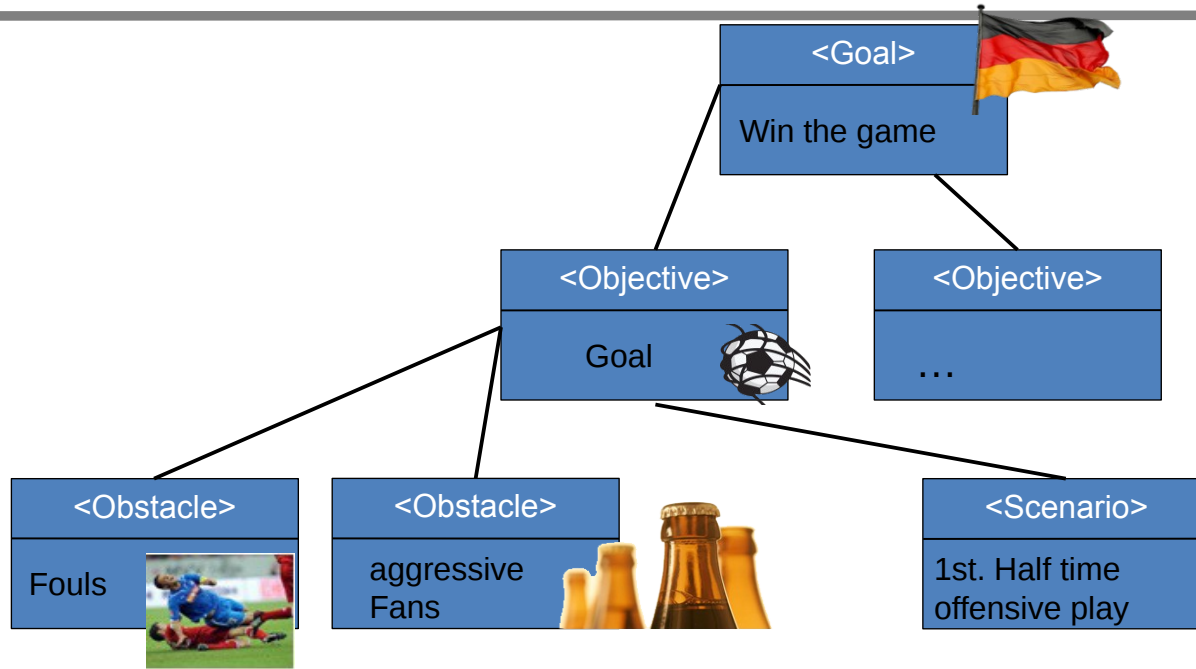 <Goal>
Win the game
<Objective>
Goal
<Objective>
...
<Obstacle>
Fouls
<Obstacle>
aggressive
Fans
<Scenario>
1st. Half time
offensive play